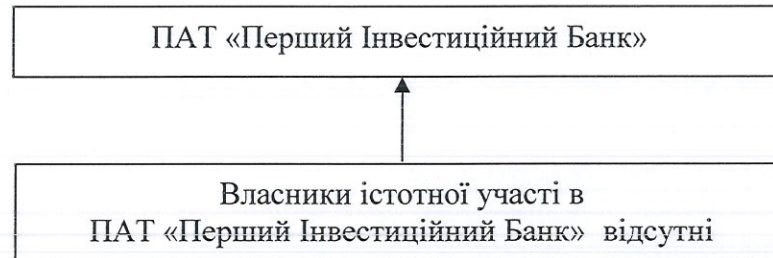 ПАТ «Перший Інвестиційний Банк»
Власники істотної участі в
ПАТ «Перший Інвестиційний Банк» відсутні